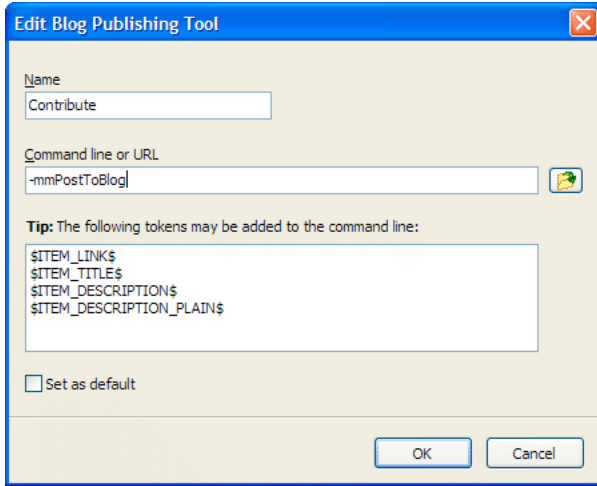 Edit Blog Publishing Tool
Name
Contribute
Command line or URL
-mmPostToBlog
Tip: The following tokens may be added to the command line:
$ITEM_LINK$
$ITEM_TITLE$
$ITEM_DESCRIPTION$
$ITEM_DESCRIPTION_PLAIN$
Set as default
OK Cancel